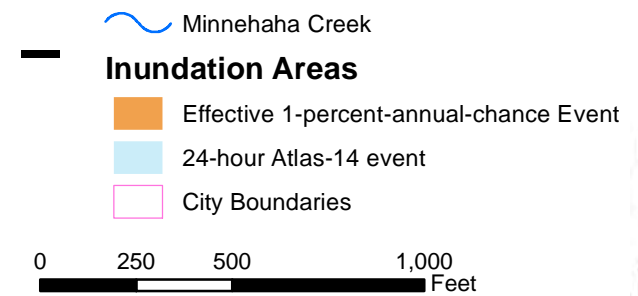 Minnehaha Creek
Inundation Areas
Effective 1-percent-annual-chance Event
24-hour Atlas-14 event
City Boundaries
0 250 500 1,000
Feet